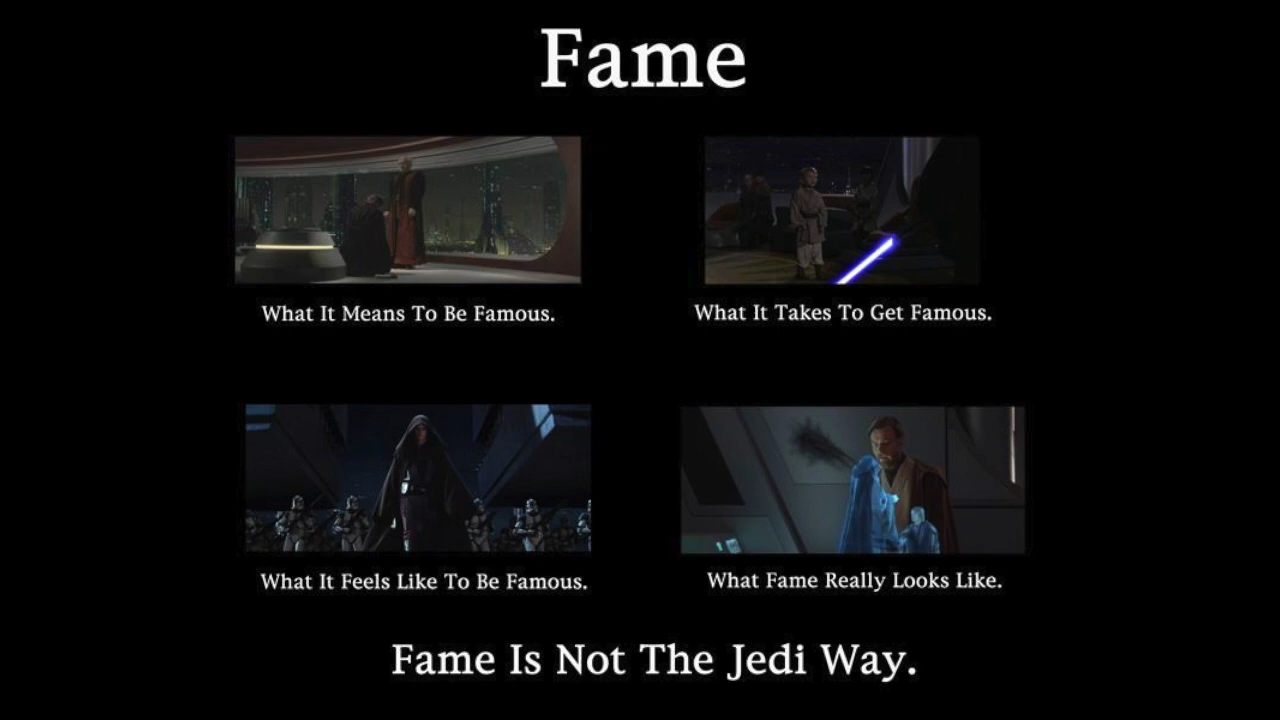 Fame
What It Means To Be Famous.
What It Takes To Get Famous.
What It Feels Like To Be Famous.
What Fame Really Looks Like.
Fame Is Not The Jedi Way.